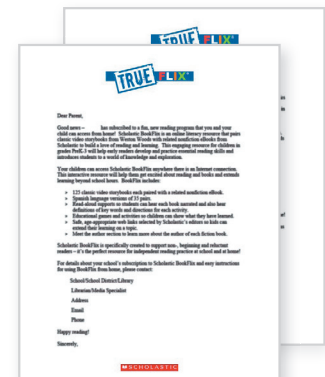 TRUE FLIX
TRUE FLIX™
Dear Parent,
Good news – has subscribed to a fun, new reading program that you and your
child can access from home! Scholastic BookFlix is an online literacy resource that pairs
classic video storybooks from Weston Woods with related nonfiction eBooks from
Scholastic to build a love of reading and learning. This engaging resource for children in
grades PreK-3 will help early readers develop and practice essential reading skills and
introduces students to a world of knowledge and exploration.
Your children can access Scholastic BookFlix anywhere there is an Internet connection.
This interactive resource will help them get excited about reading and books and extends
learning beyond school hours. BookFlix includes:
» 125 classic video storybooks each paired with a related nonfiction eBook.
» Spanish language versions of 35 pairs.
» Read-aloud supports so students can hear each book narrated and also hear
definitions of key words and directions for each activity.
» Educational games and activities so children can show what they have learned.
» Safe, age-appropriate web links selected by Scholastic's editors so kids can
extend their learning on a topic.
» Meet the author section to learn more about the author of each fiction book.
Scholastic BookFlix is specifically created to support non-, beginning and reluctant
readers – it's the perfect resource for independent reading practice at school and at home!
For details about your school's subscription to Scholastic BookFlix and easy instructions
for using BookFlix from home, please contact:
School/School District/Library
Librarian/Media Specialist
Address
Email
Phone
Happy reading!
Sincerely,
SCHOLASTIC